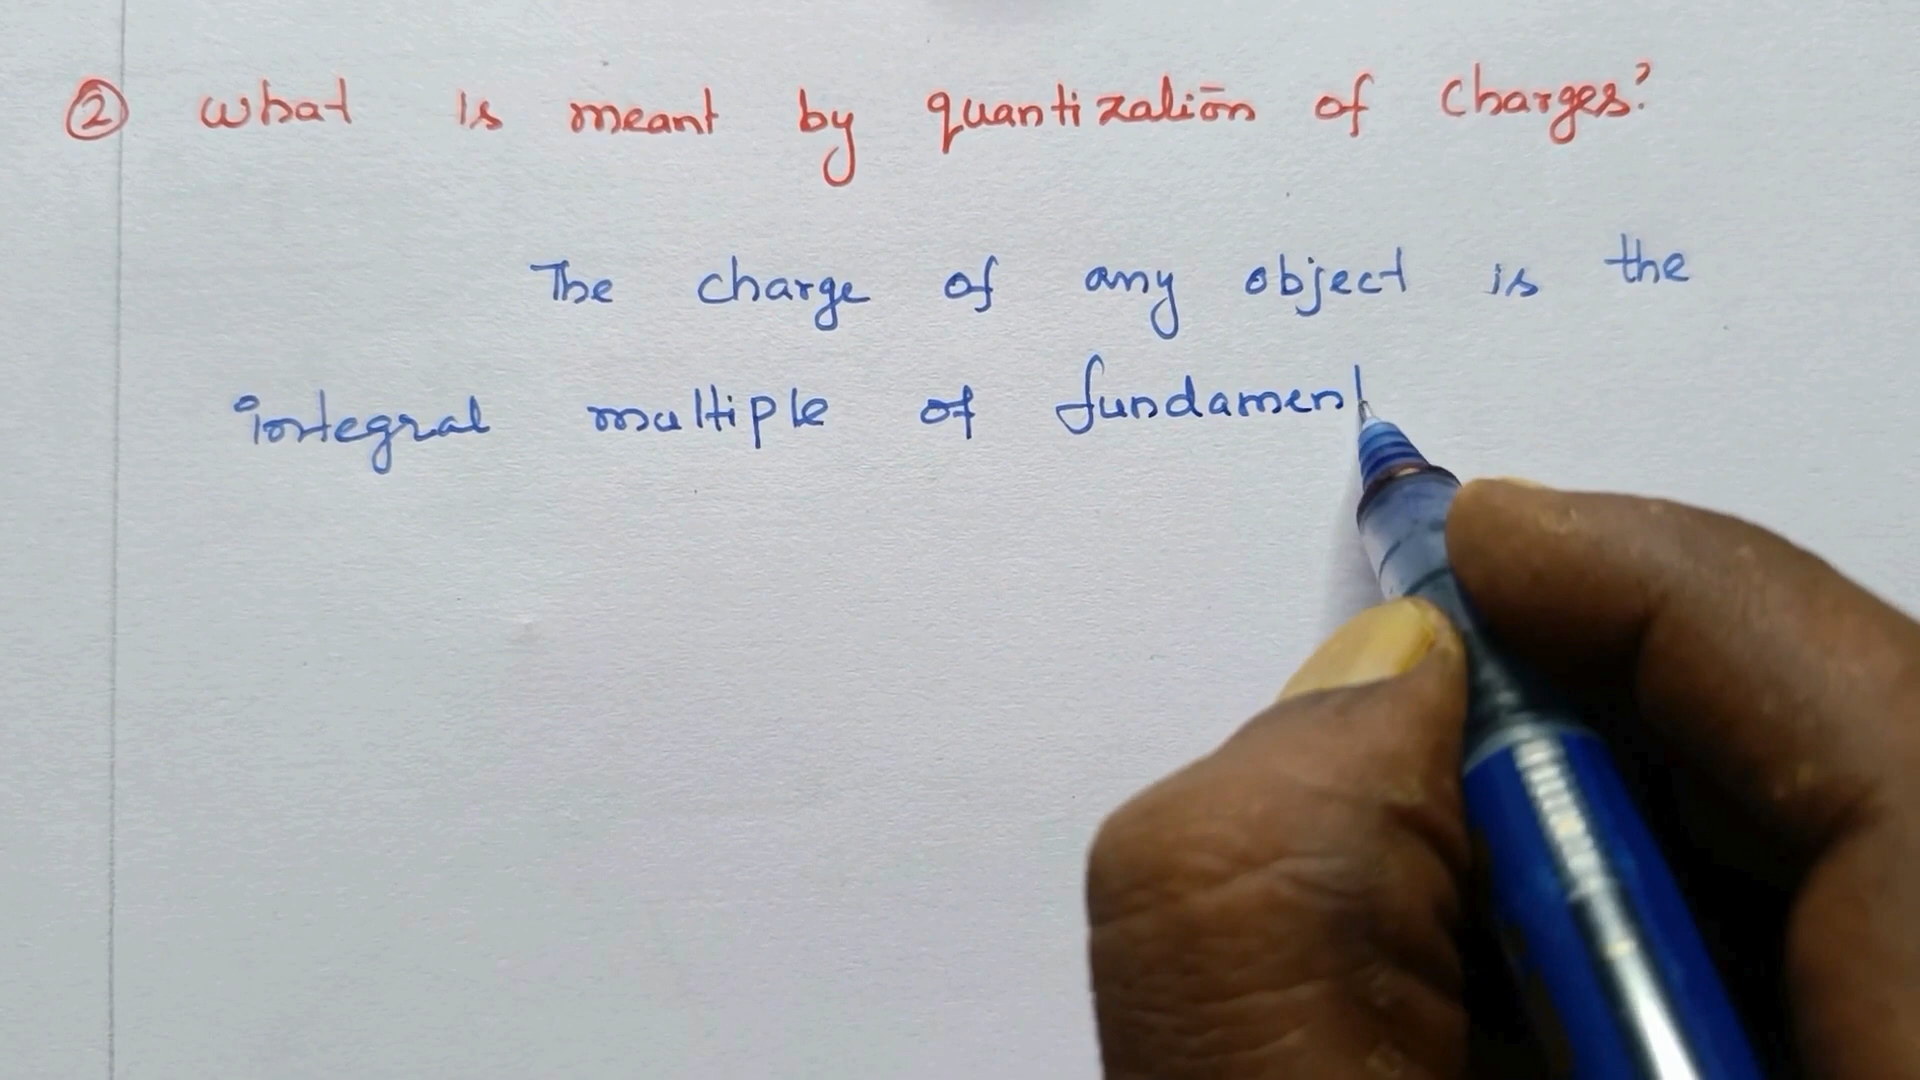 ② What is meant by quantization of charges?
The charge of any object is the
integral multiple of fundament